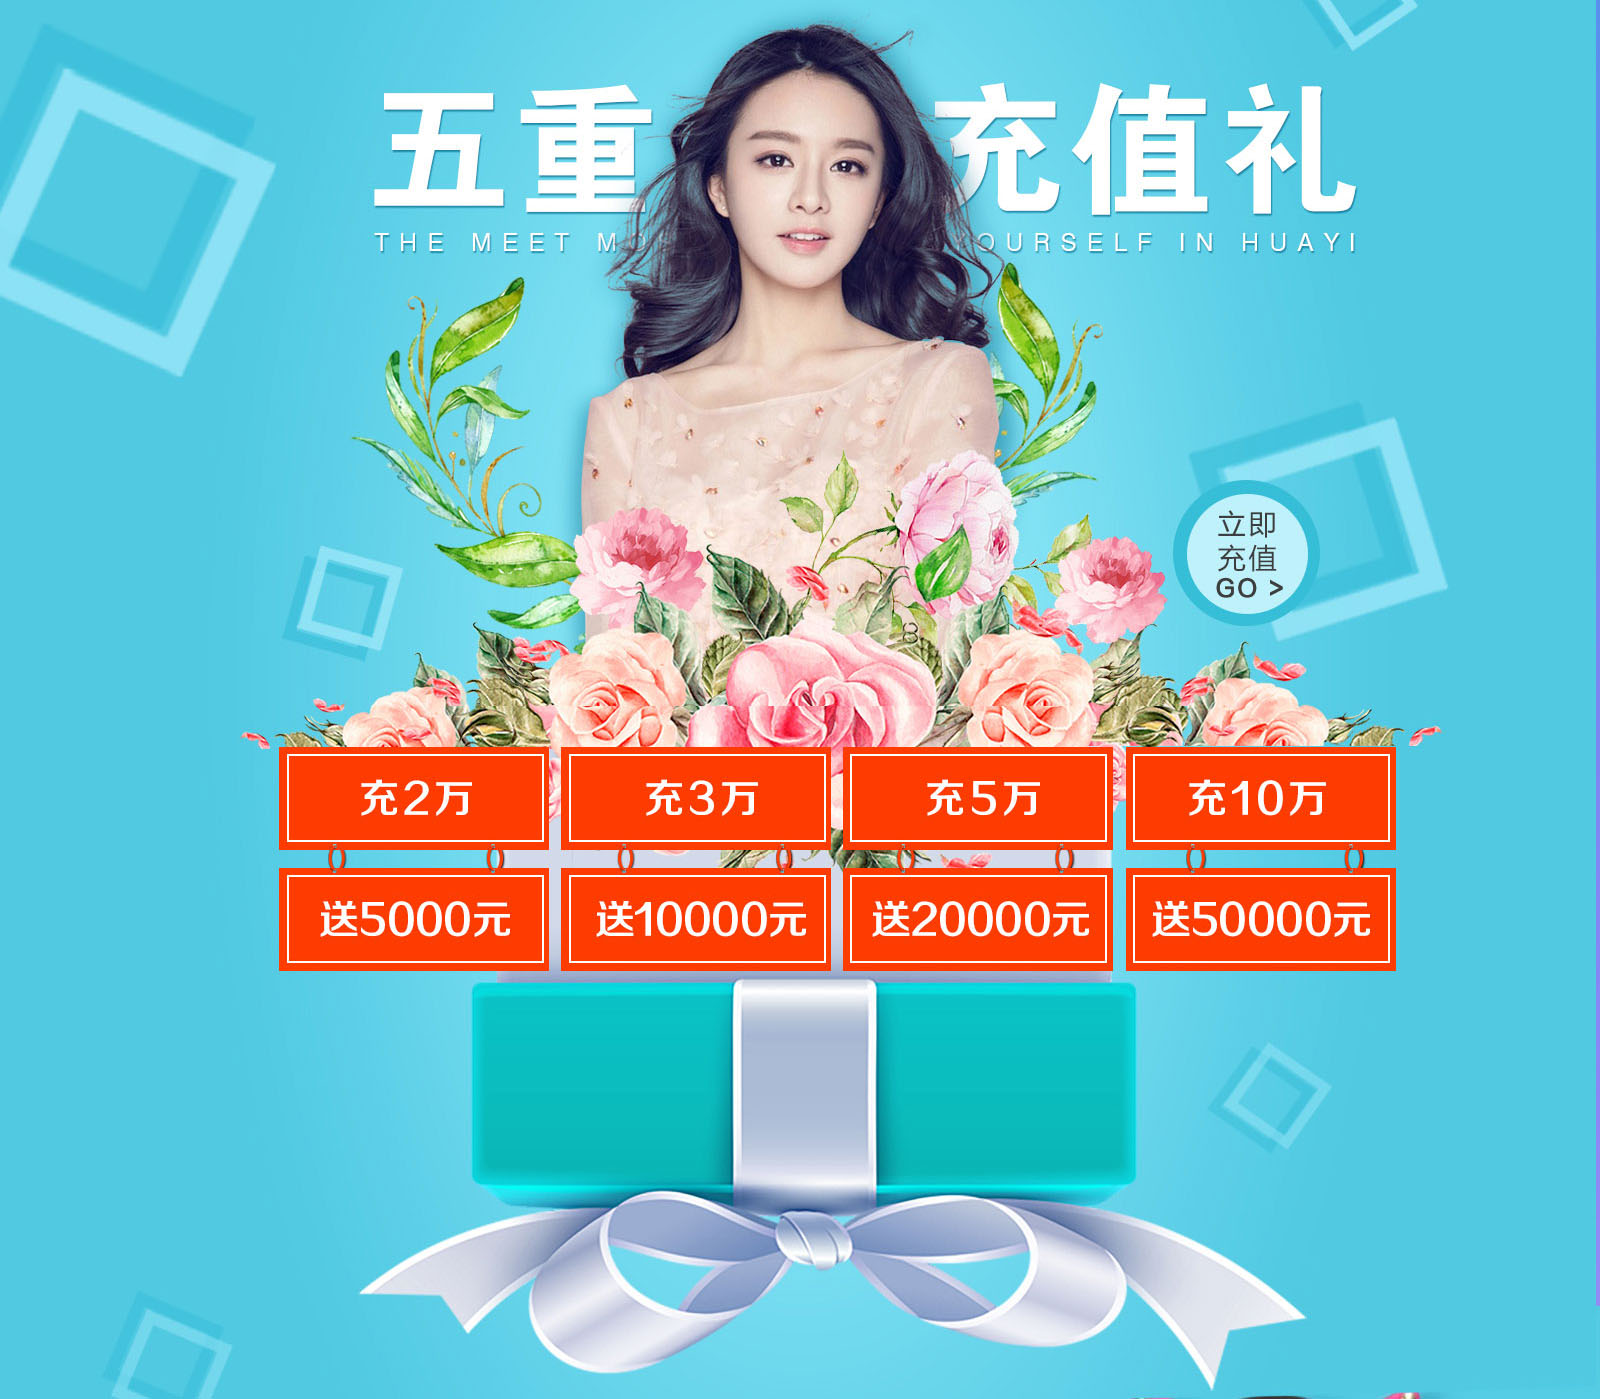 五重充值礼
THE MEET YOURSELF IN HUAYI
立即
充值
GO >
充2万
充3万
充5万
充10万
送5000元
送10000元
送20000元
送50000元